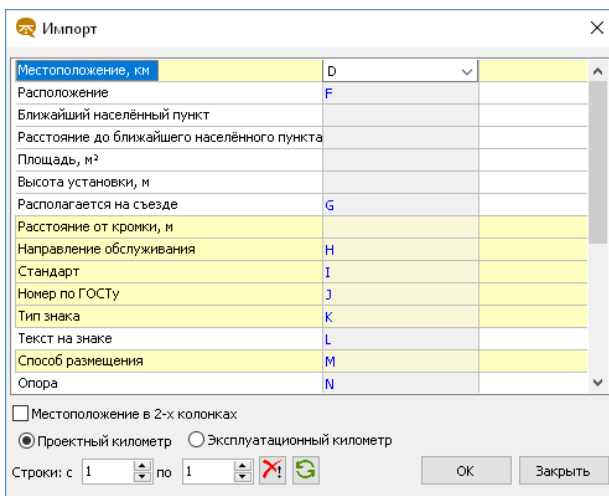 Импорт
Местоположение, км D
Расположение F
Ближайший населённый пункт
Расстояние до ближайшего населённого пункта
Площадь, м²
Высота установки, м
Располагается на съезде G
Расстояние от кромки, м
Направление обслуживания H
Стандарт I
Номер по ГОСТу J
Тип знака K
Текст на знаке L
Способ размещения M
Опора N
Местоположение в 2-х колонках
Проектный километр Эксплуатационный километр
Строки: с 1 по 1 OK Закрыть